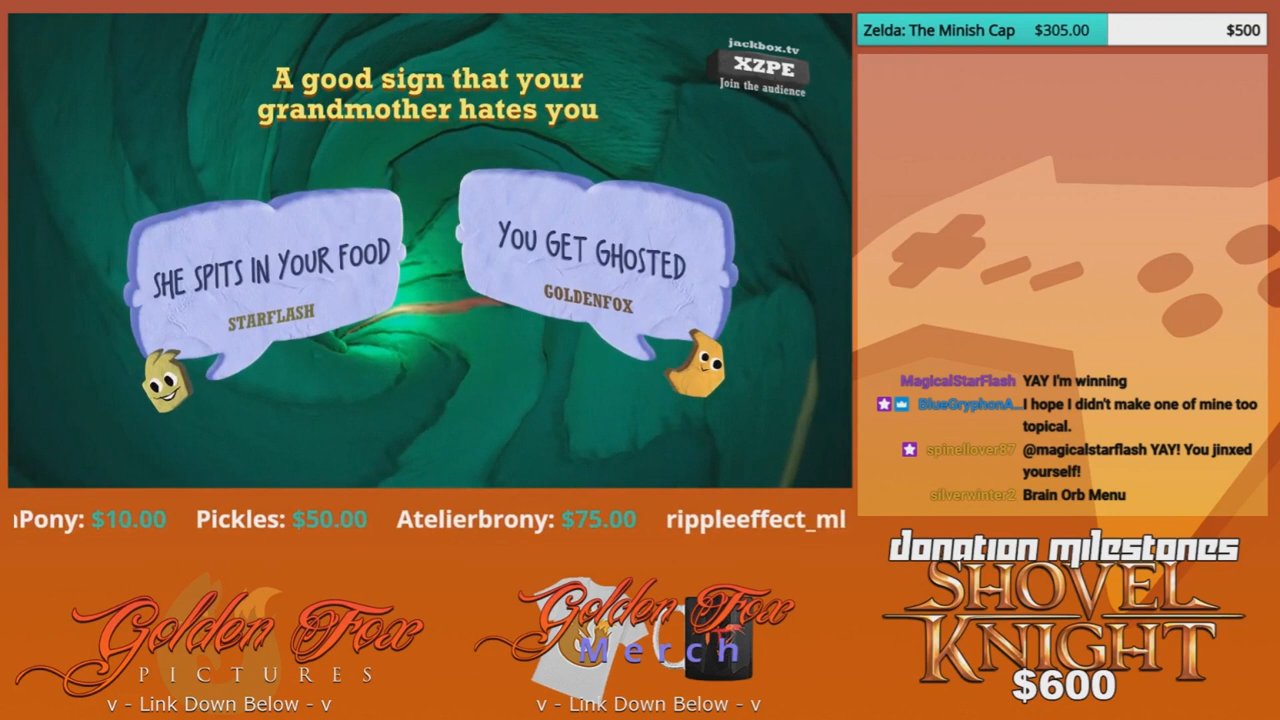 Zelda: The Minish Cap $305.00 $500
jackbox.tv
XZPE
Join the audience
A good sign that your
grandmother hates you
SHE SPITS IN YOUR FOOD
STARFLASH
YOU GET GHOSTED
GOLDENFOX
MagicalStarFlash YAY I'm winning
BlueGryphonA... I hope I didn't make one of mine too
topical.
spinellover87 @magicalstarflash YAY! You jinxed
yourself!
silverwinter2 Brain Orb Menu
Pony: $10.00 Pickles: $50.00 Atelierbrony: $75.00 rippleeffect_ml
donation milestones
SHOVEL
KNIGHT
$600
Golden Fox
PICTURES
v - Link Down Below - v
Golden Fox
Merch
v - Link Down Below - v